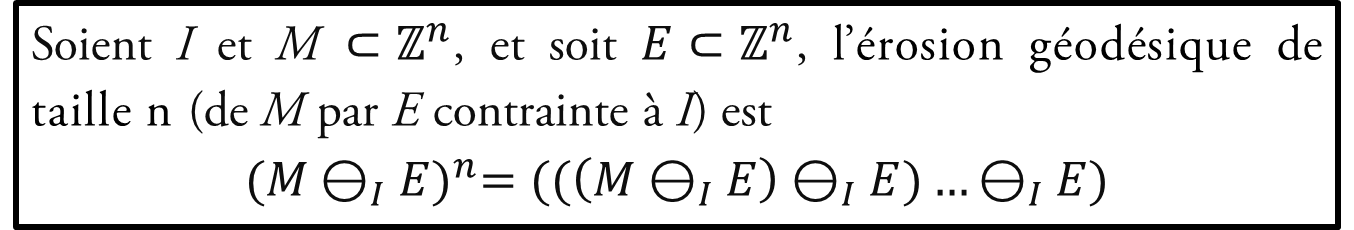 Soient I et M ⊂ ℤⁿ, et soit E ⊂ ℤⁿ, l’érosion géodésique de
taille n (de M par E contrainte à I) est
(M ⊖_I E)ⁿ= (((M ⊖_I E) ⊖_I E) ... ⊖_I E)